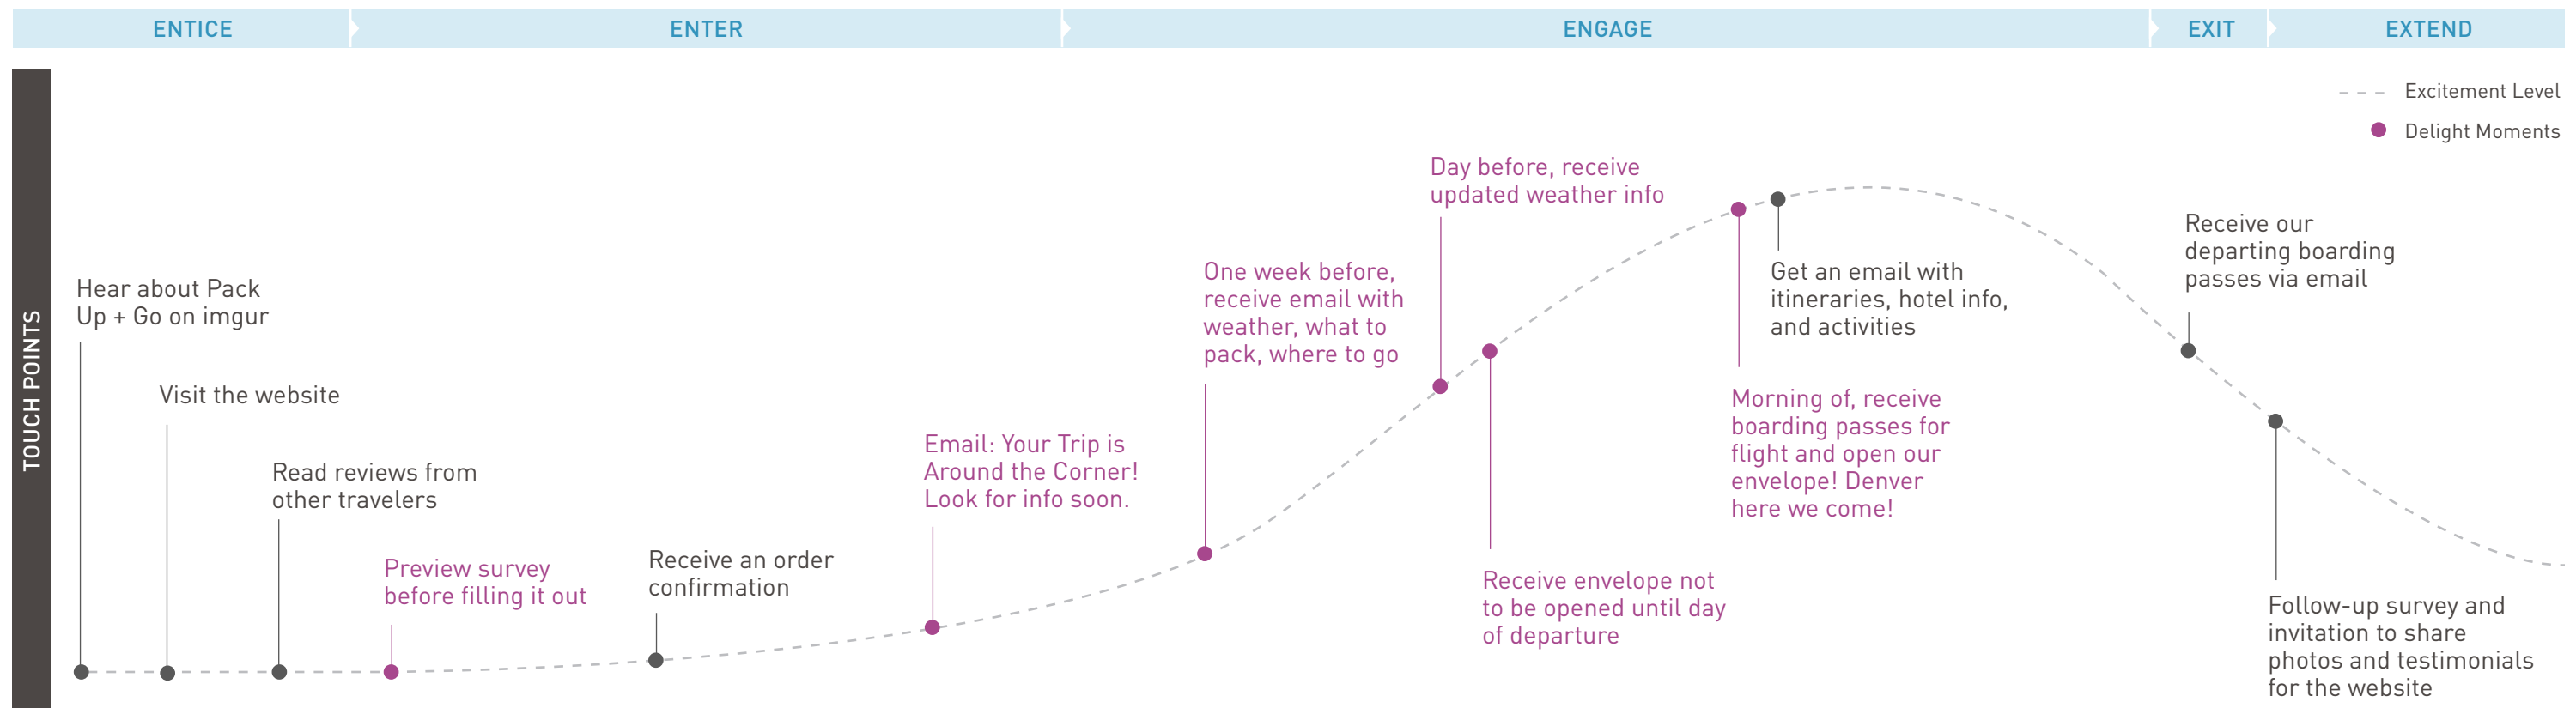 ENTICE
ENTER
ENGAGE
EXIT
EXTEND
TOUCH POINTS
Excitement Level
Delight Moments
Hear about Pack
Up + Go on imgur
Visit the website
Read reviews from
other travelers
Preview survey
before filling it out
Receive an order
confirmation
Email: Your Trip is
Around the Corner!
Look for info soon.
One week before,
receive email with
weather, what to
pack, where to go
Day before, receive
updated weather info
Receive envelope not
to be opened until day
of departure
Morning of, receive
boarding passes for
flight and open our
envelope! Denver
here we come!
Get an email with
itineraries, hotel info,
and activities
Receive our
departing boarding
passes via email
Follow-up survey and
invitation to share
photos and testimonials
for the website